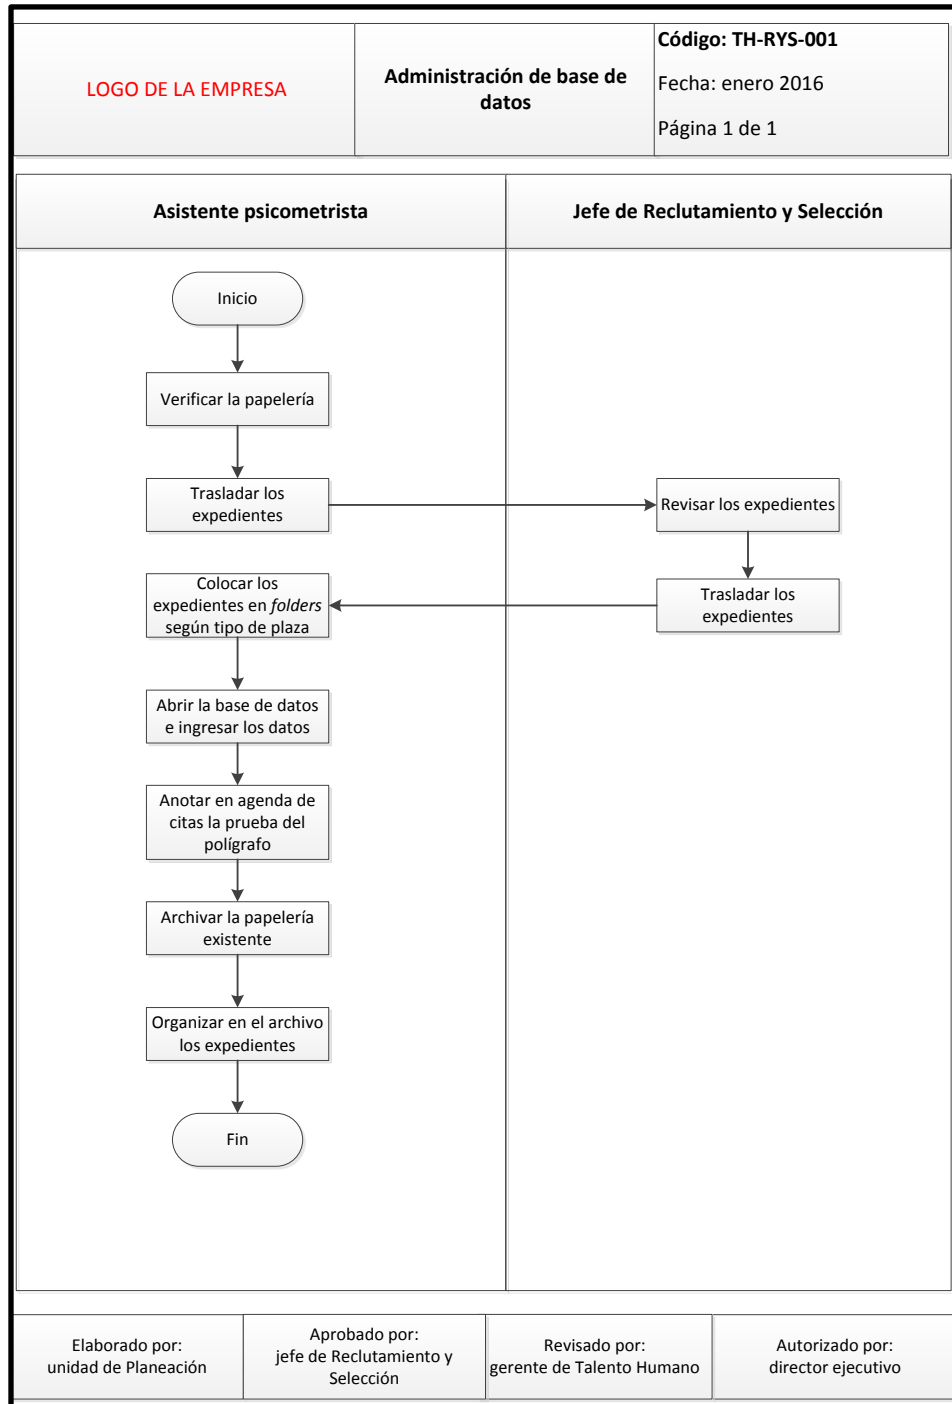 LOGO DE LA EMPRESA
Administración de base de
datos
Código: TH-RYS-001
Fecha: enero 2016
Página 1 de 1
Asistente psicometrista
Jefe de Reclutamiento y Selección
Inicio
Verificar la papelería
Trasladar los
expedientes
Revisar los expedientes
Trasladar los
expedientes
Colocar los
expedientes en folders
según tipo de plaza
Abrir la base de datos
e ingresar los datos
Anotar en agenda de
citas la prueba del
polígrafo
Archivar la papelería
existente
Organizar en el archivo
los expedientes
Fin
Elaborado por:
unidad de Planeación
Aprobado por:
jefe de Reclutamiento y
Selección
Revisado por:
gerente de Talento Humano
Autorizado por:
director ejecutivo